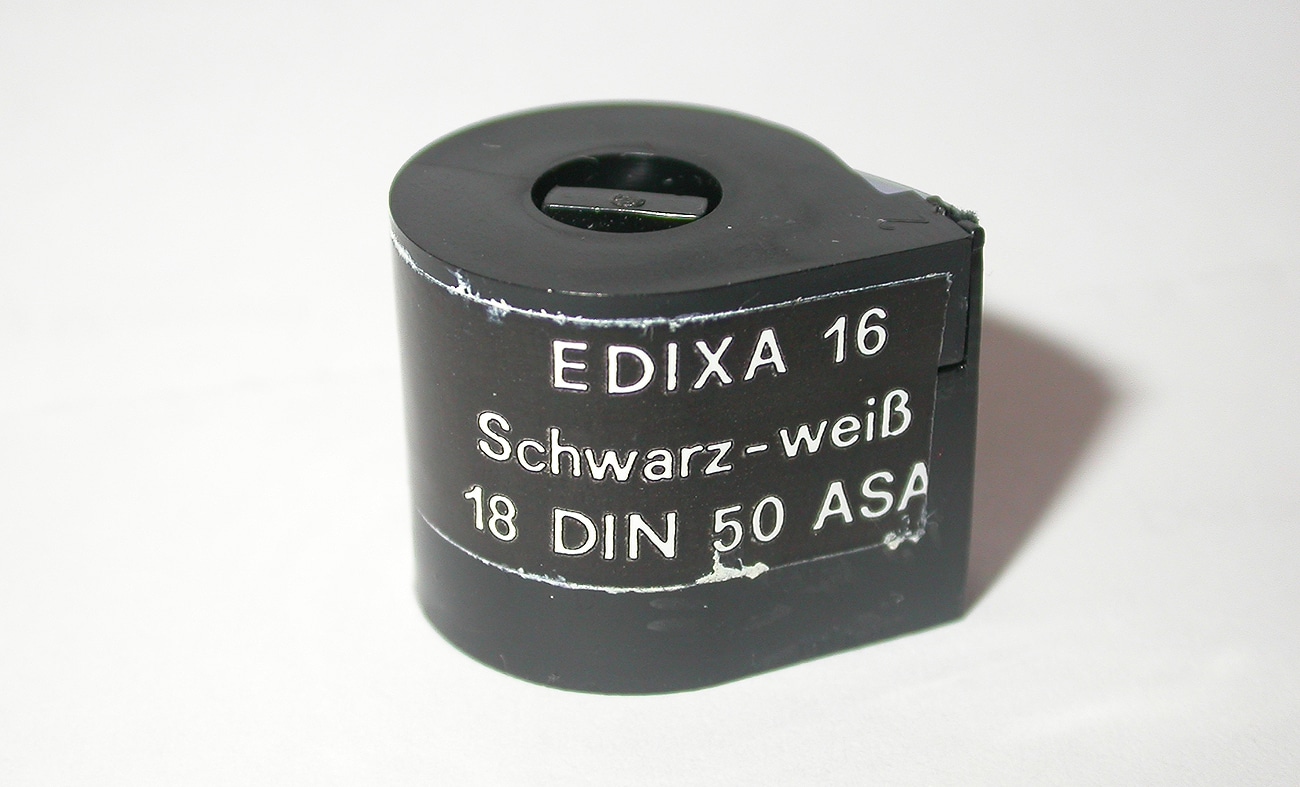 EDIXA 16
Schwarz-weiß
18 DIN 50 ASA